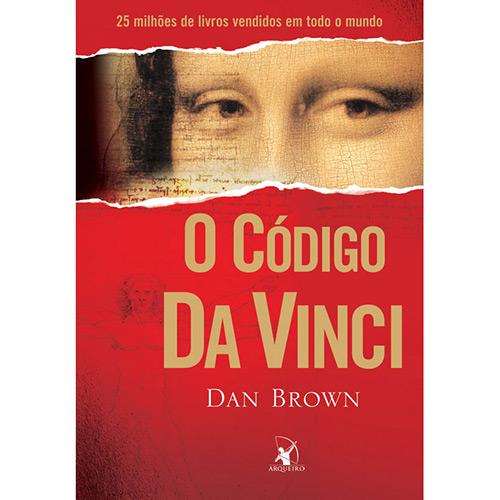 25 milhões de livros vendidos em todo o mundo
O CÓDIGO
DA VINCI
DAN BROWN
ARQUEIRO